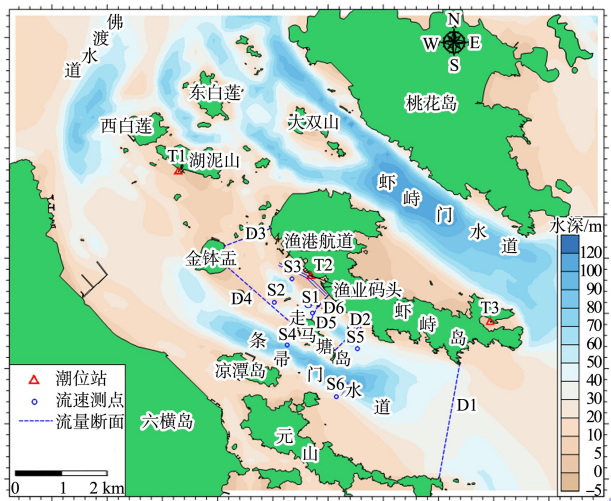 佛渡水道
N
W E
S
东白莲
桃花岛
西白莲
大双山
T1
湖泥山
虾峙门水道
水深/m
D3
渔港航道
120
金钵盂
S3
T2
100
90
渔业码头
80
D4
S2
S1
D6
虾峙岛
T3
70
走马塘岛
D5
D2
60
条帚门水道
S4
S5
50
凉潭岛
40
潮位站
S6
30
流速测点
D1
20
流量断面
六横岛
元山
10
5
0
0 1 2 km
-5